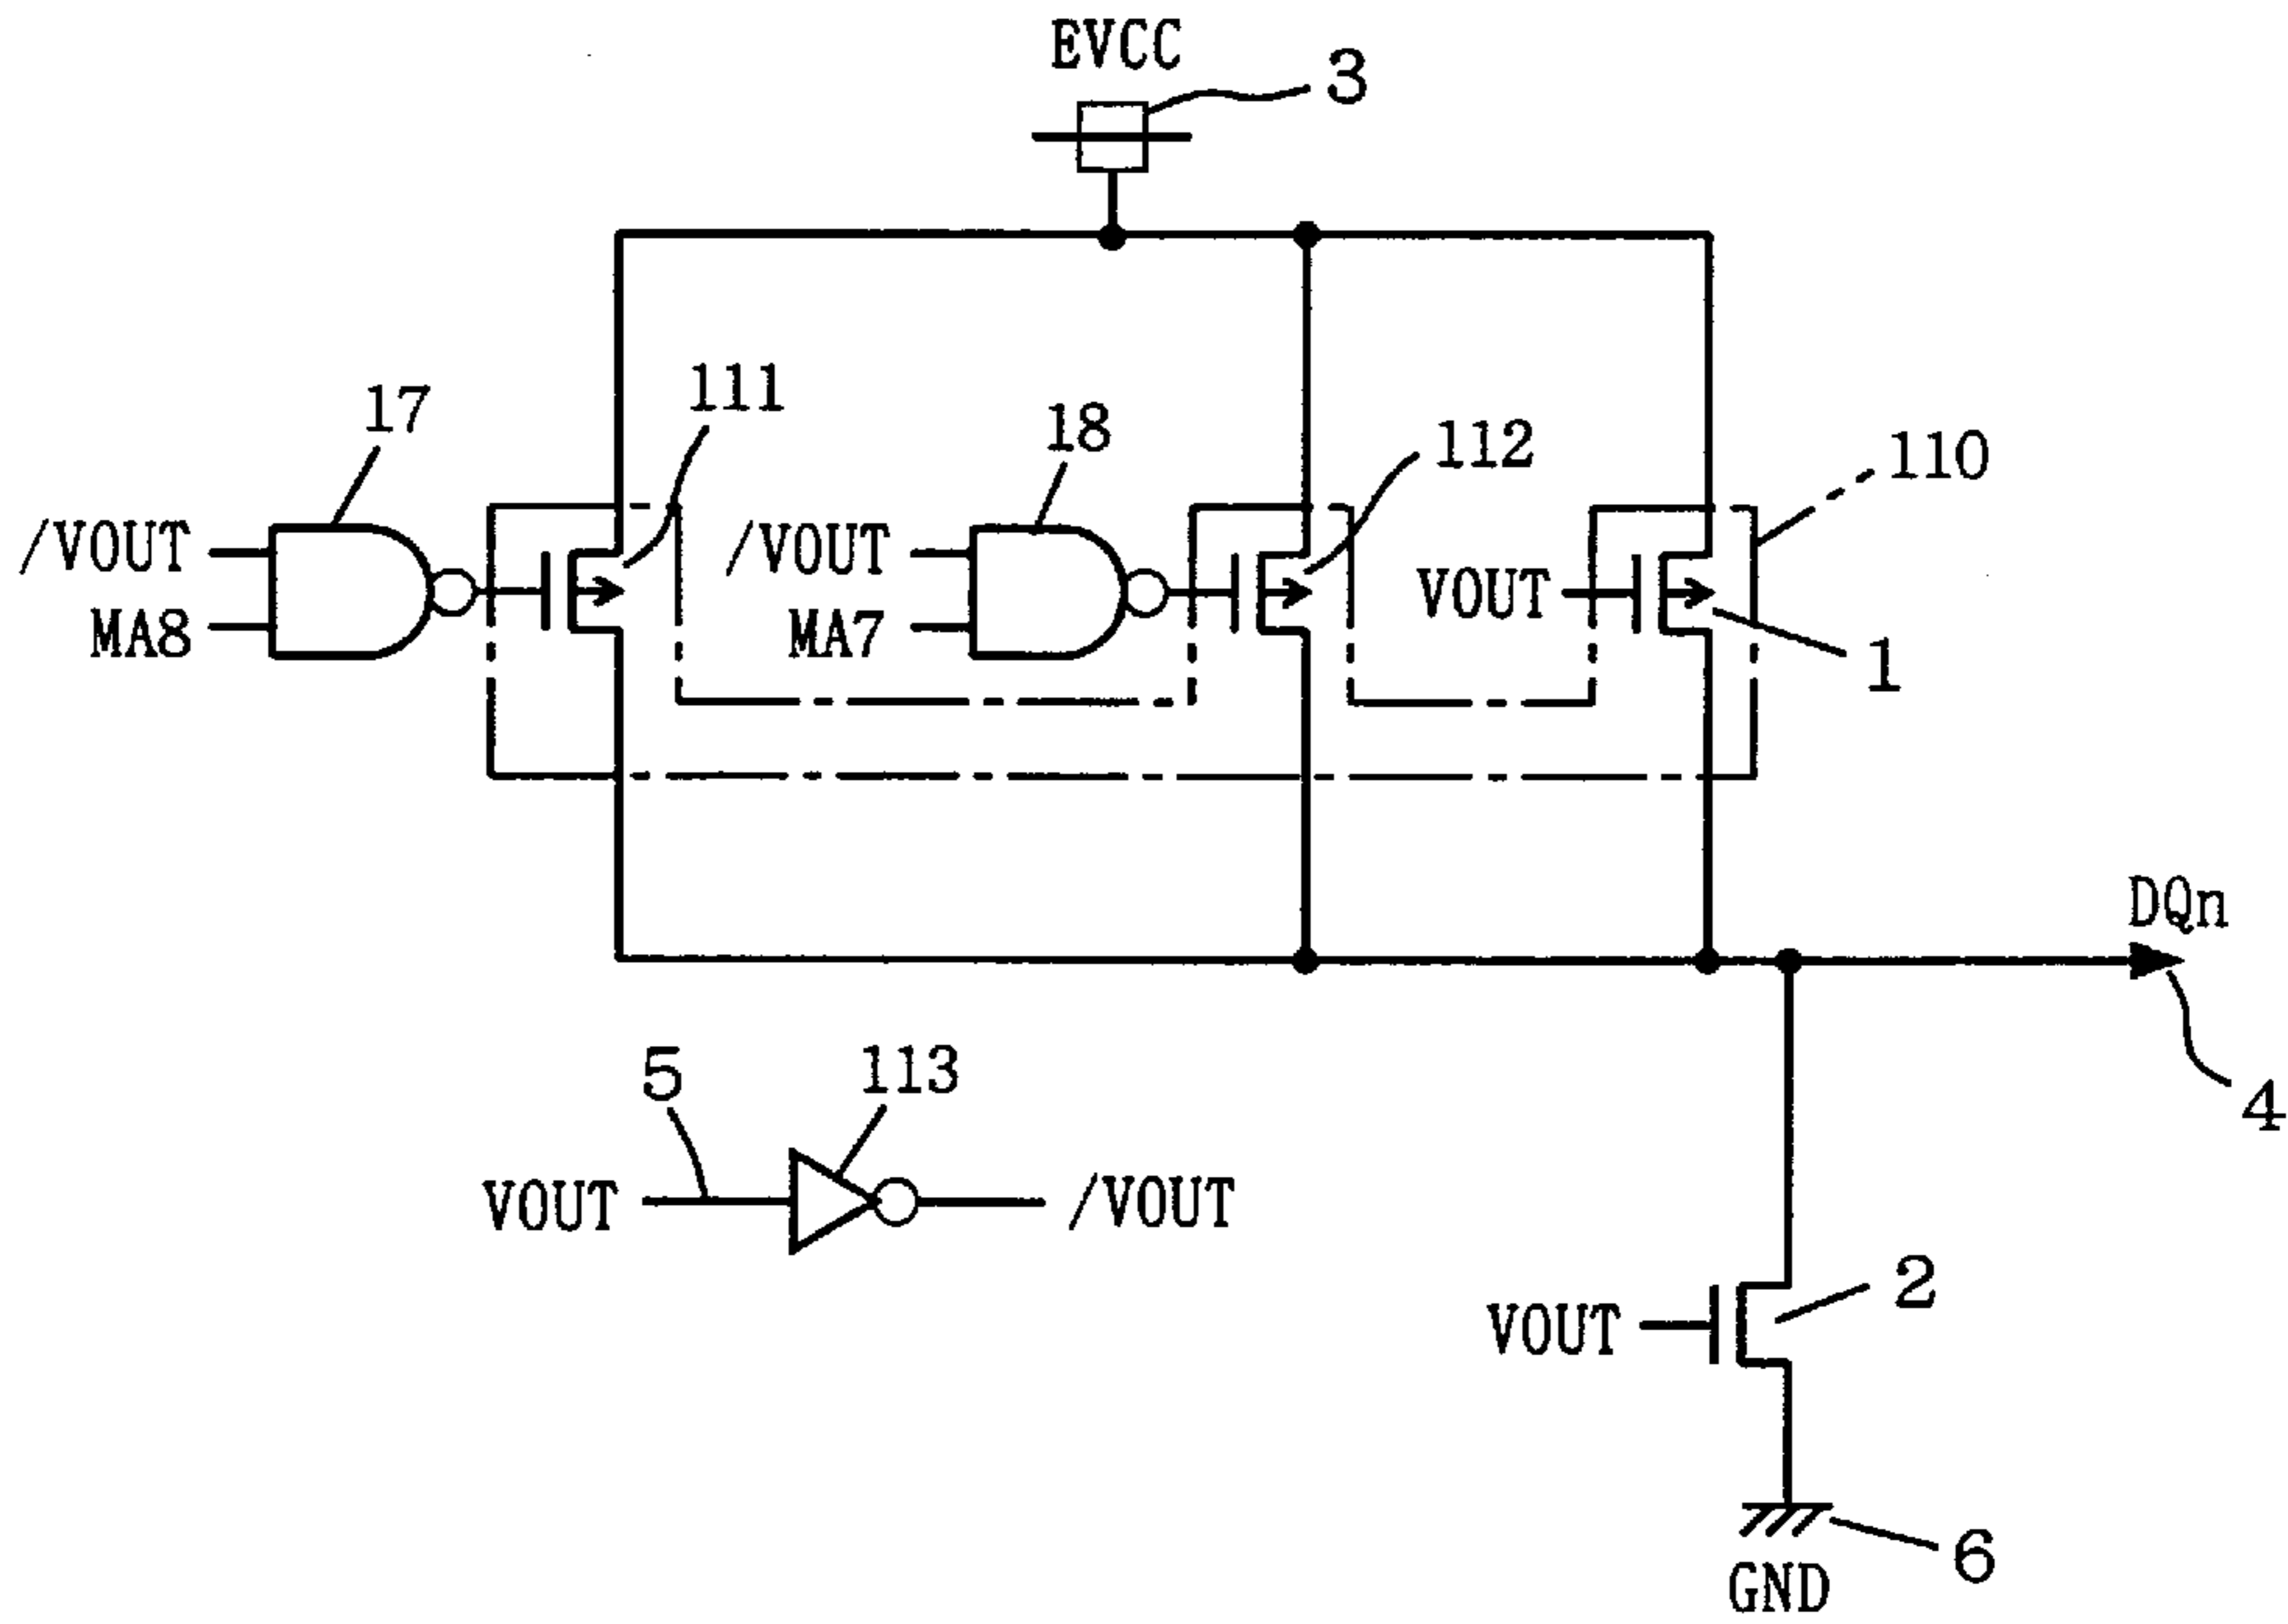 EVCC
3
17
111
18
112
110
/VOUT
MA8
/VOUT
MA7
VOUT
1
DQn
4
5
113
VOUT
/VOUT
VOUT
2
6
GND